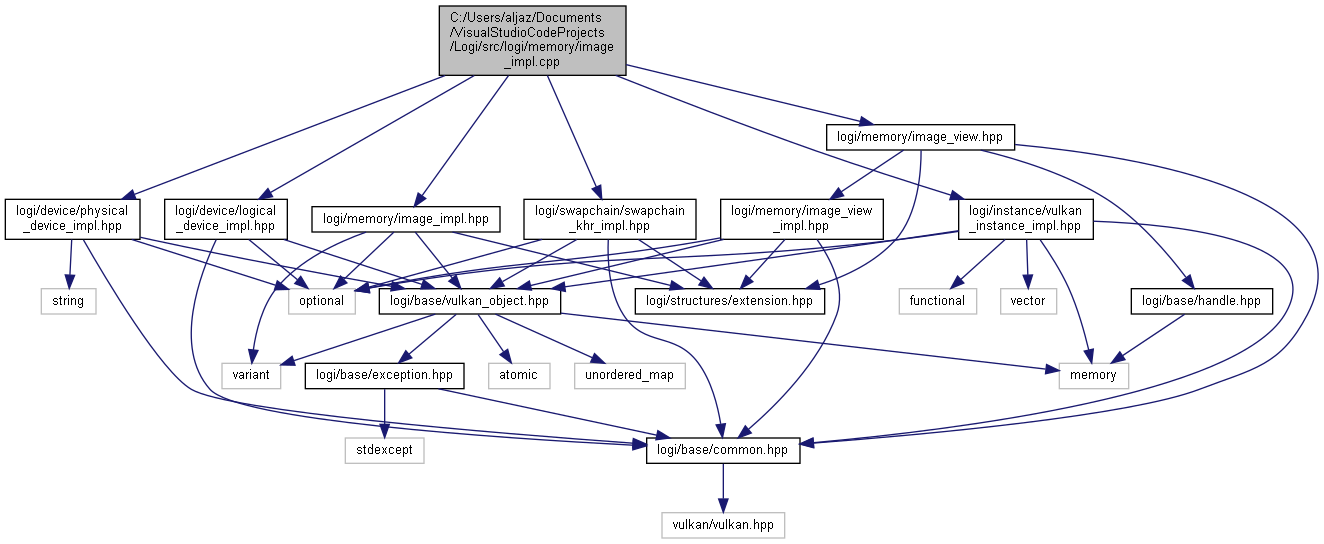 C:/Users/aljaz/Documents
/VisualStudioCodeProjects
/Logi/src/logi/memory/image
_impl.cpp
logi/memory/image_view.hpp
logi/device/physical
_device_impl.hpp
logi/device/logical
_device_impl.hpp
logi/memory/image_impl.hpp
logi/swapchain/swapchain
_khr_impl.hpp
logi/memory/image_view
_impl.hpp
logi/instance/vulkan
_instance_impl.hpp
string
optional
logi/base/vulkan_object.hpp
logi/structures/extension.hpp
functional
vector
logi/base/handle.hpp
variant
logi/base/exception.hpp
atomic
unordered_map
memory
stdexcept
logi/base/common.hpp
vulkan/vulkan.hpp